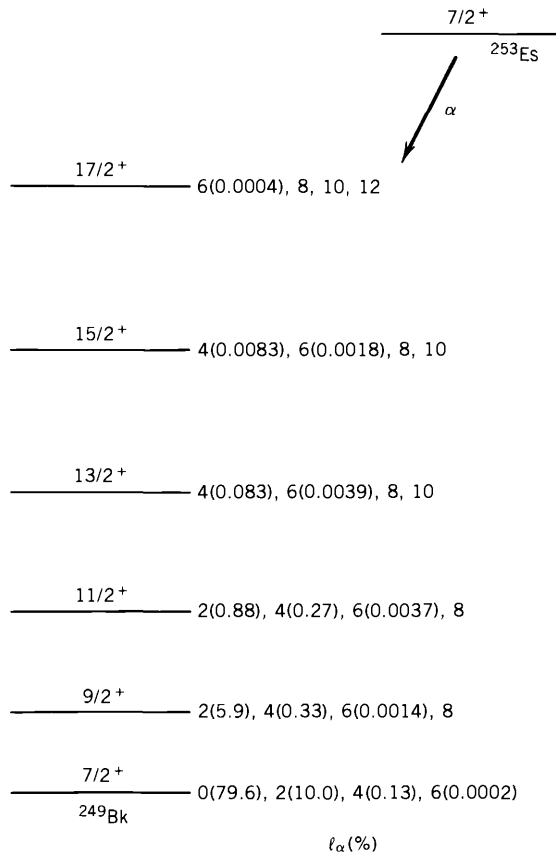 7/2+
253Es
α
17/2+
6(0.0004), 8, 10, 12
15/2+
4(0.0083), 6(0.0018), 8, 10
13/2+
4(0.083), 6(0.0039), 8, 10
11/2+
2(0.88), 4(0.27), 6(0.0037), 8
9/2+
2(5.9), 4(0.33), 6(0.0014), 8
7/2+
0(79.6), 2(10.0), 4(0.13), 6(0.0002)
249Bk
ℓα(%)